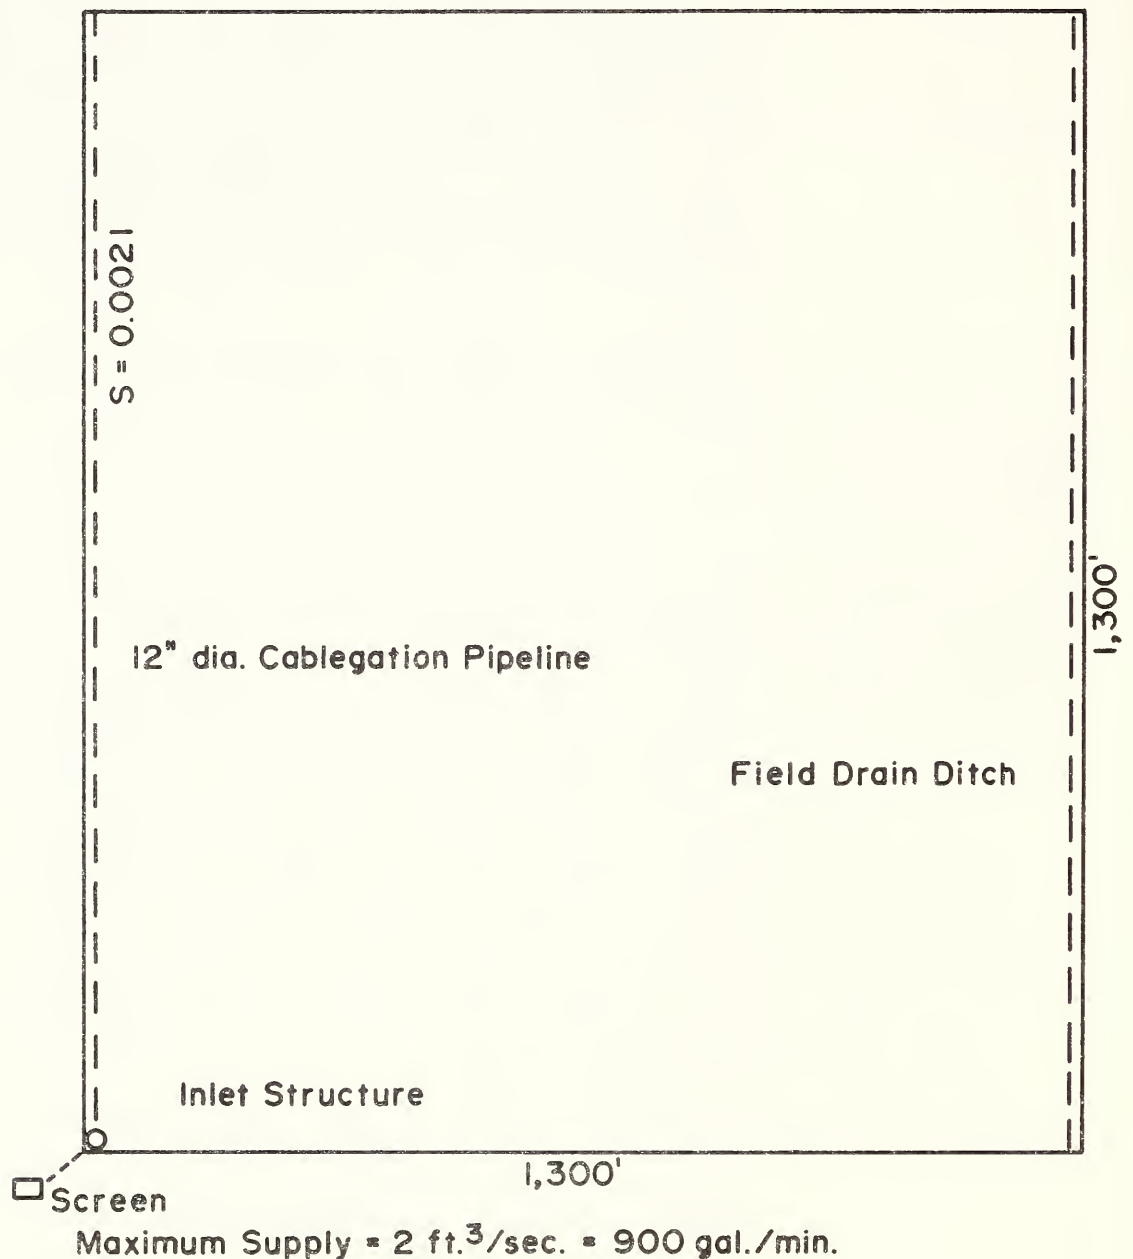 S = 0.0021
1,300'
12" dia. Cablegation Pipeline
Field Drain Ditch
Inlet Structure
1,300'
Screen
Maximum Supply = 2 ft.³/sec. = 900 gal./min.